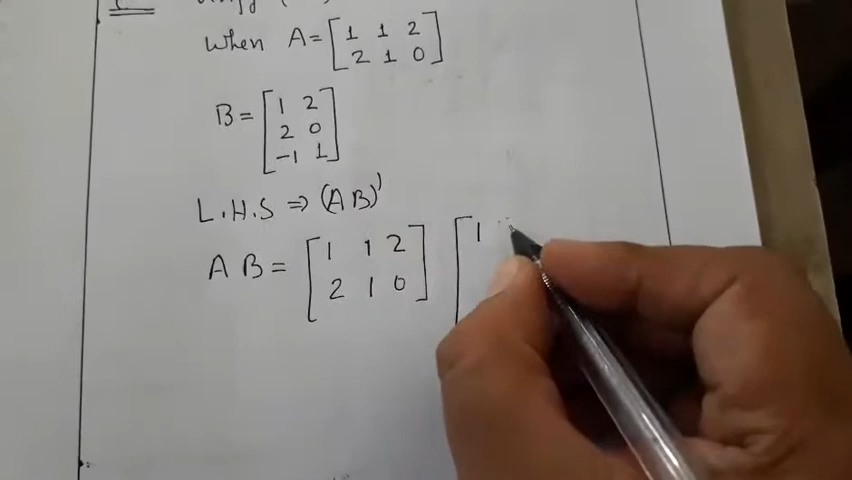 When A = [ 1 1 2
2 1 0 ]
B = [ 1 2
2 0
-1 1 ]
L.H.S ⇒ (AB)'
AB = [ 1 1 2 ] [ 1
2 1 0 ]